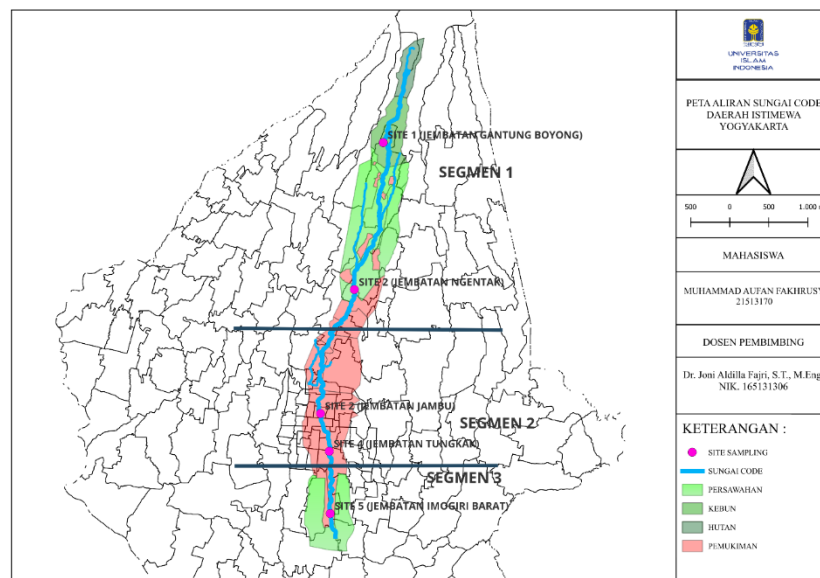 SITE 1 (JEMBATAN GANTUNG BOYONG)
SEGMEN 1
SITE 2 (JEMBATAN NGENTAK)
SITE 2 (JEMBATAN JAMBU)
SEGMEN 2
SITE 4 (JEMBATAN TUNGKAK)
SEGMEN 3
SITE 5 (JEMBATAN IMOGIRI BARAT)
UNIVERSITAS
ISLAM
INDONESIA
PETA ALIRAN SUNGAI CODE
DAERAH ISTIMEWA
YOGYAKARTA
500 0 500 1.000
MAHASISWA
MUHAMMAD AUFAN FAKHRUSY
21513170
DOSEN PEMBIMBING
Dr. Joni Aldilla Fajri, S.T., M.Eng
NIK. 165131306
KETERANGAN :
SITE SAMPLING
SUNGAI CODE
PERSAWAHAN
KEBUN
HUTAN
PEMUKIMAN